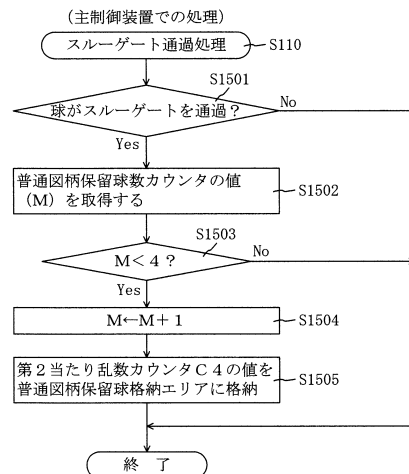 （主制御装置での処理）
スルーゲート通過処理
S110
S1501
球がスルーゲートを通過？
No
Yes
普通図柄保留球数カウンタの値
（M）を取得する
S1502
S1503
M＜4？
No
Yes
M←M＋1
S1504
第2当たり乱数カウンタC4の値を
普通図柄保留球格納エリアに格納
S1505
終　了